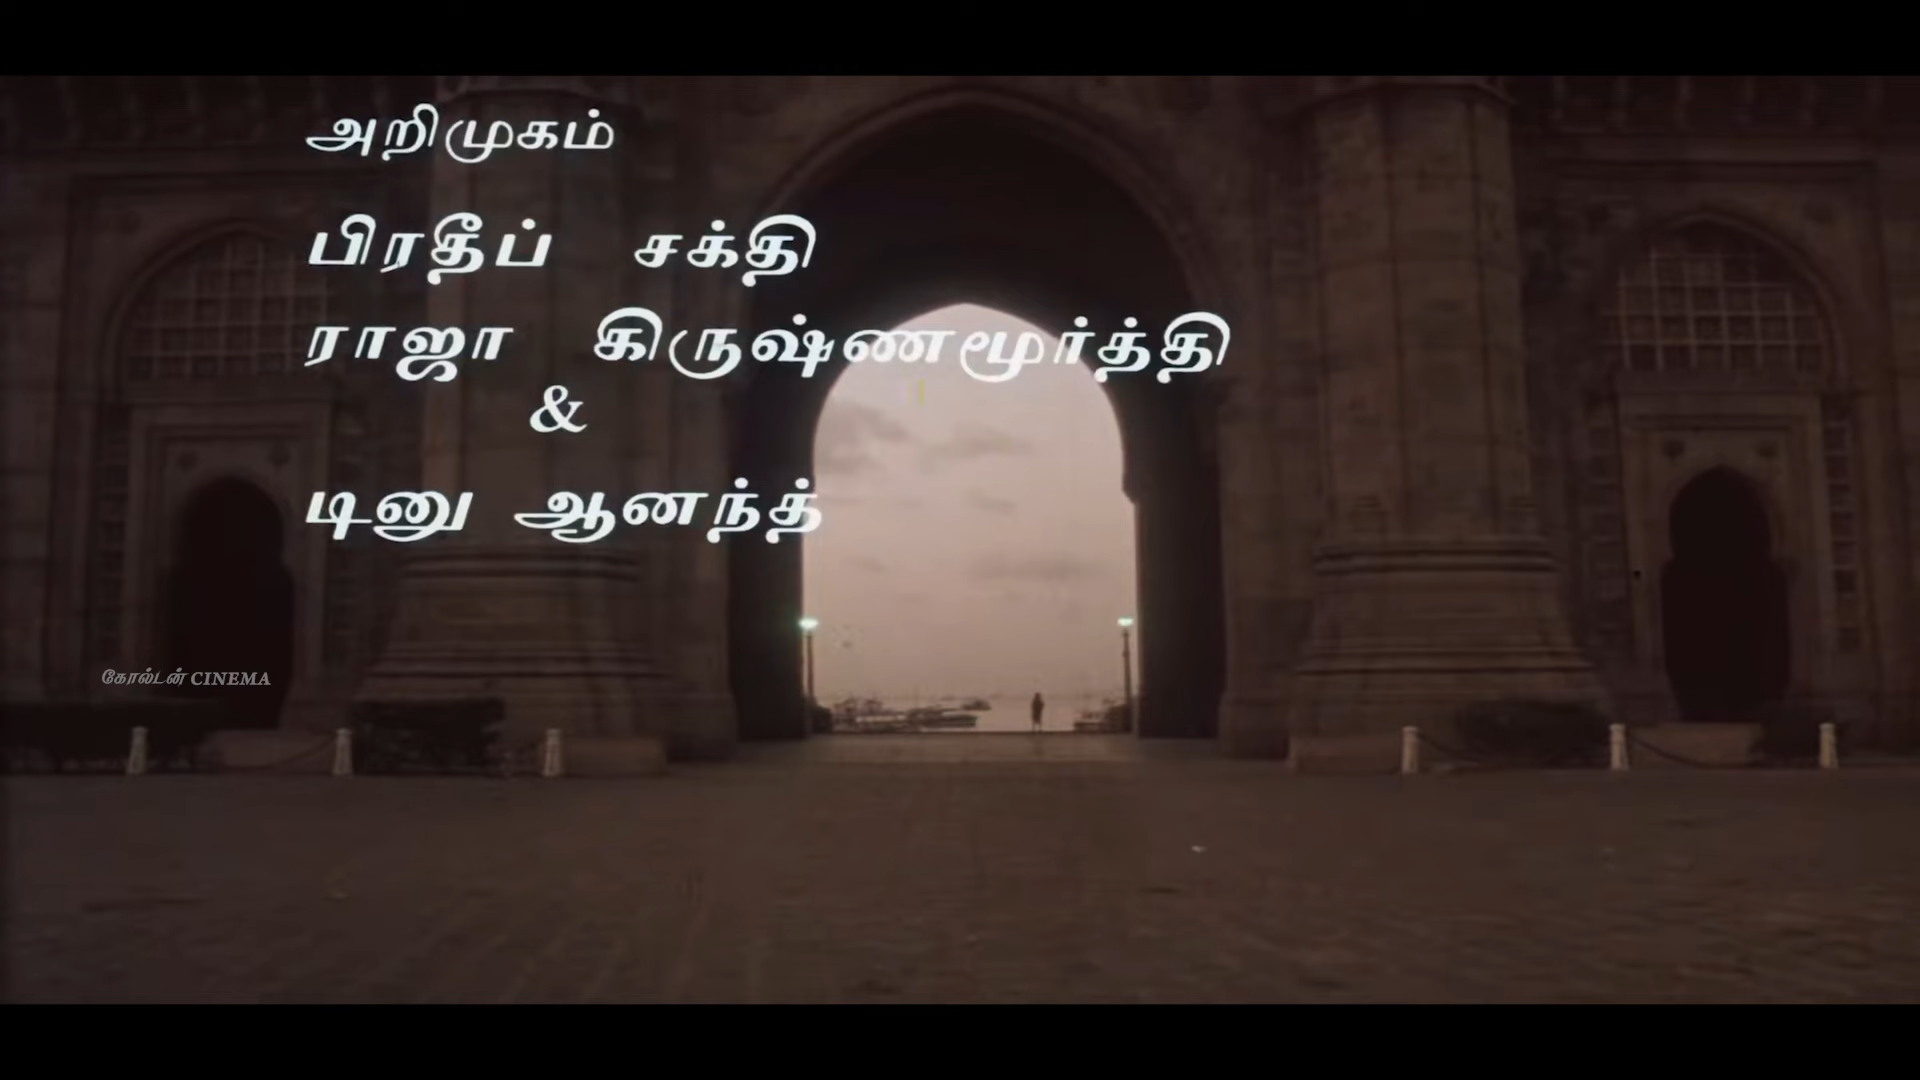 அறிமுகம்
பிரதீப் சக்தி
ராஜா கிருஷ்ணமூர்த்தி
&
டினு ஆனந்த்
கோல்டன் CINEMA